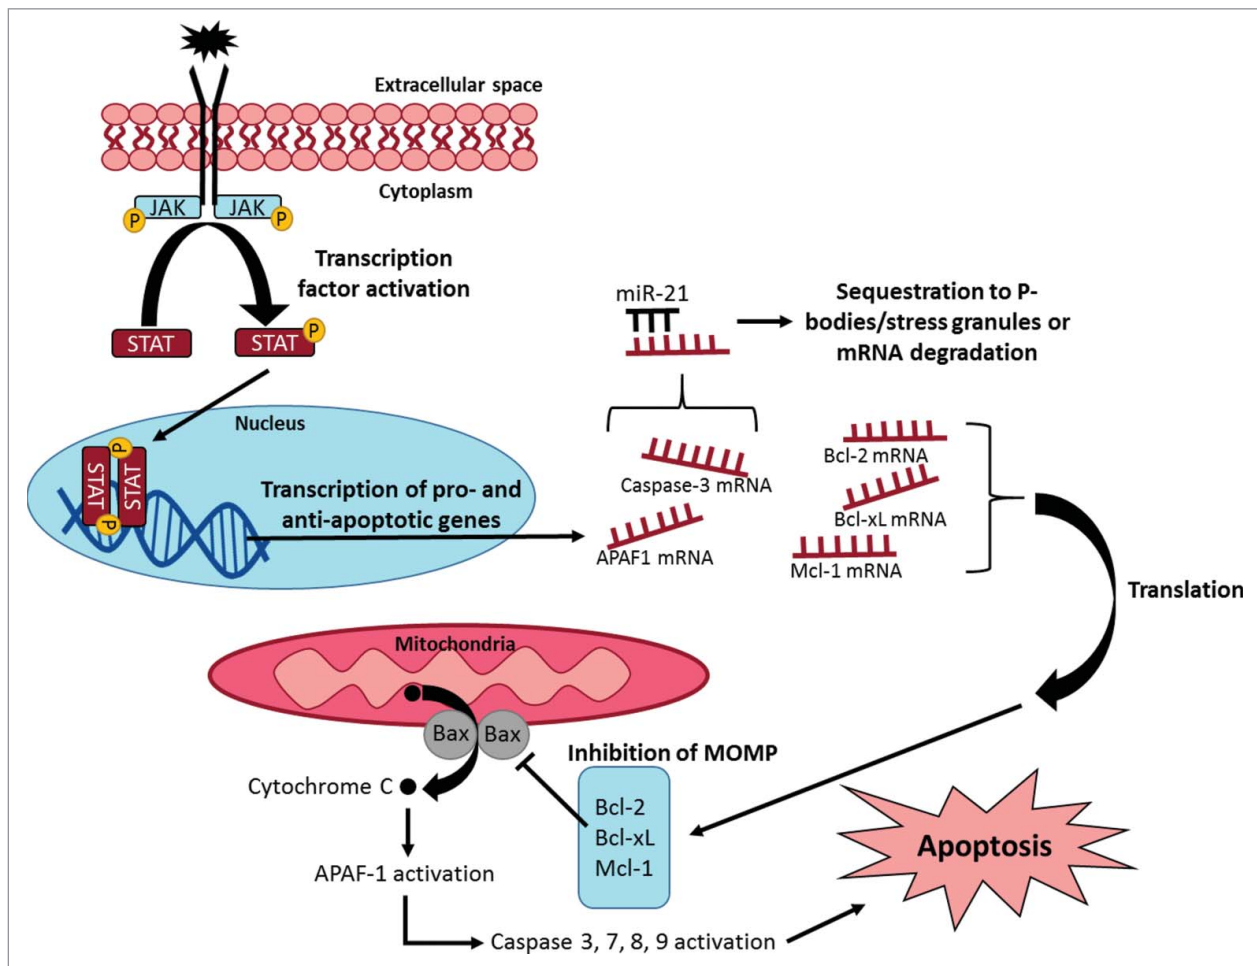 Extracellular space
Cytoplasm
JAK
JAK
P
P
Transcription
factor activation
STAT
STAT
P
miR-21
Sequestration to P-
bodies/stress granules or
mRNA degradation
Nucleus
P
STAT
STAT
P
Transcription of pro- and
anti-apoptotic genes
Caspase-3 mRNA
APAF1 mRNA
Bcl-2 mRNA
Bcl-xL mRNA
Mcl-1 mRNA
Translation
Mitochondria
Bax
Bax
Inhibition of MOMP
Cytochrome C
Bcl-2
Bcl-xL
Mcl-1
Apoptosis
APAF-1 activation
Caspase 3, 7, 8, 9 activation